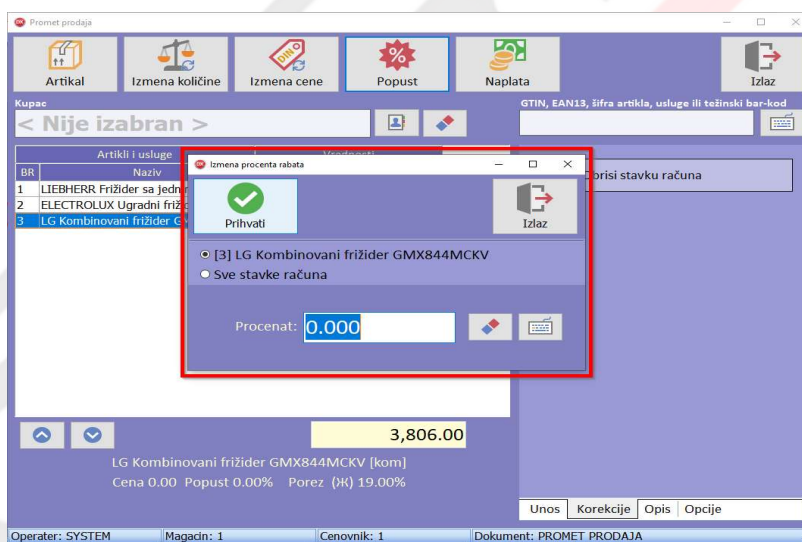 Promet prodaja
Artikal
Izmena količine
Izmena cene
Popust
Naplata
Izlaz
Kupac
GTIN, EAN13, šifra artikla, usluge ili težinski bar-kod
< Nije izabran >
Artikli i usluge
BR Naziv
1 LIEBHERR Frižider sa
2 ELECTROLUX Ugradni
3 LG Kombinovani frižider
Izmena procenta rabata
Prihvati
Izlaz
[3] LG Kombinovani frižider GMX844MCKV
Sve stavke računa
Procenat: 0.000
stavku računa
3,806.00
LG Kombinovani frižider GMX844MCKV [kom]
Cena 0.00 Popust 0.00% Porez (Ж) 19.00%
Unos Korekcije Opis Opcije
Operater: SYSTEM Magacin: 1 Cenovnik: 1 Dokument: PROMET PRODAJA